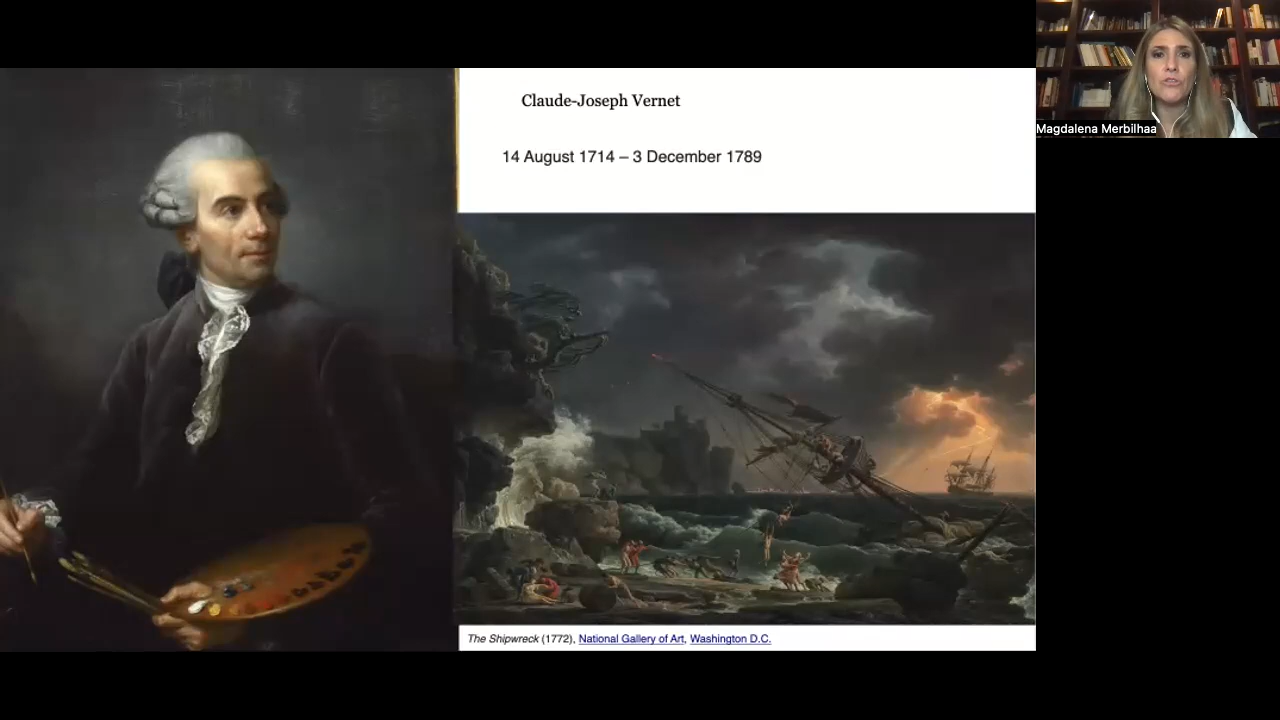 Claude-Joseph Vernet
14 August 1714 – 3 December 1789
Magdalena Merbilhaa
The Shipwreck (1772), National Gallery of Art, Washington D.C.